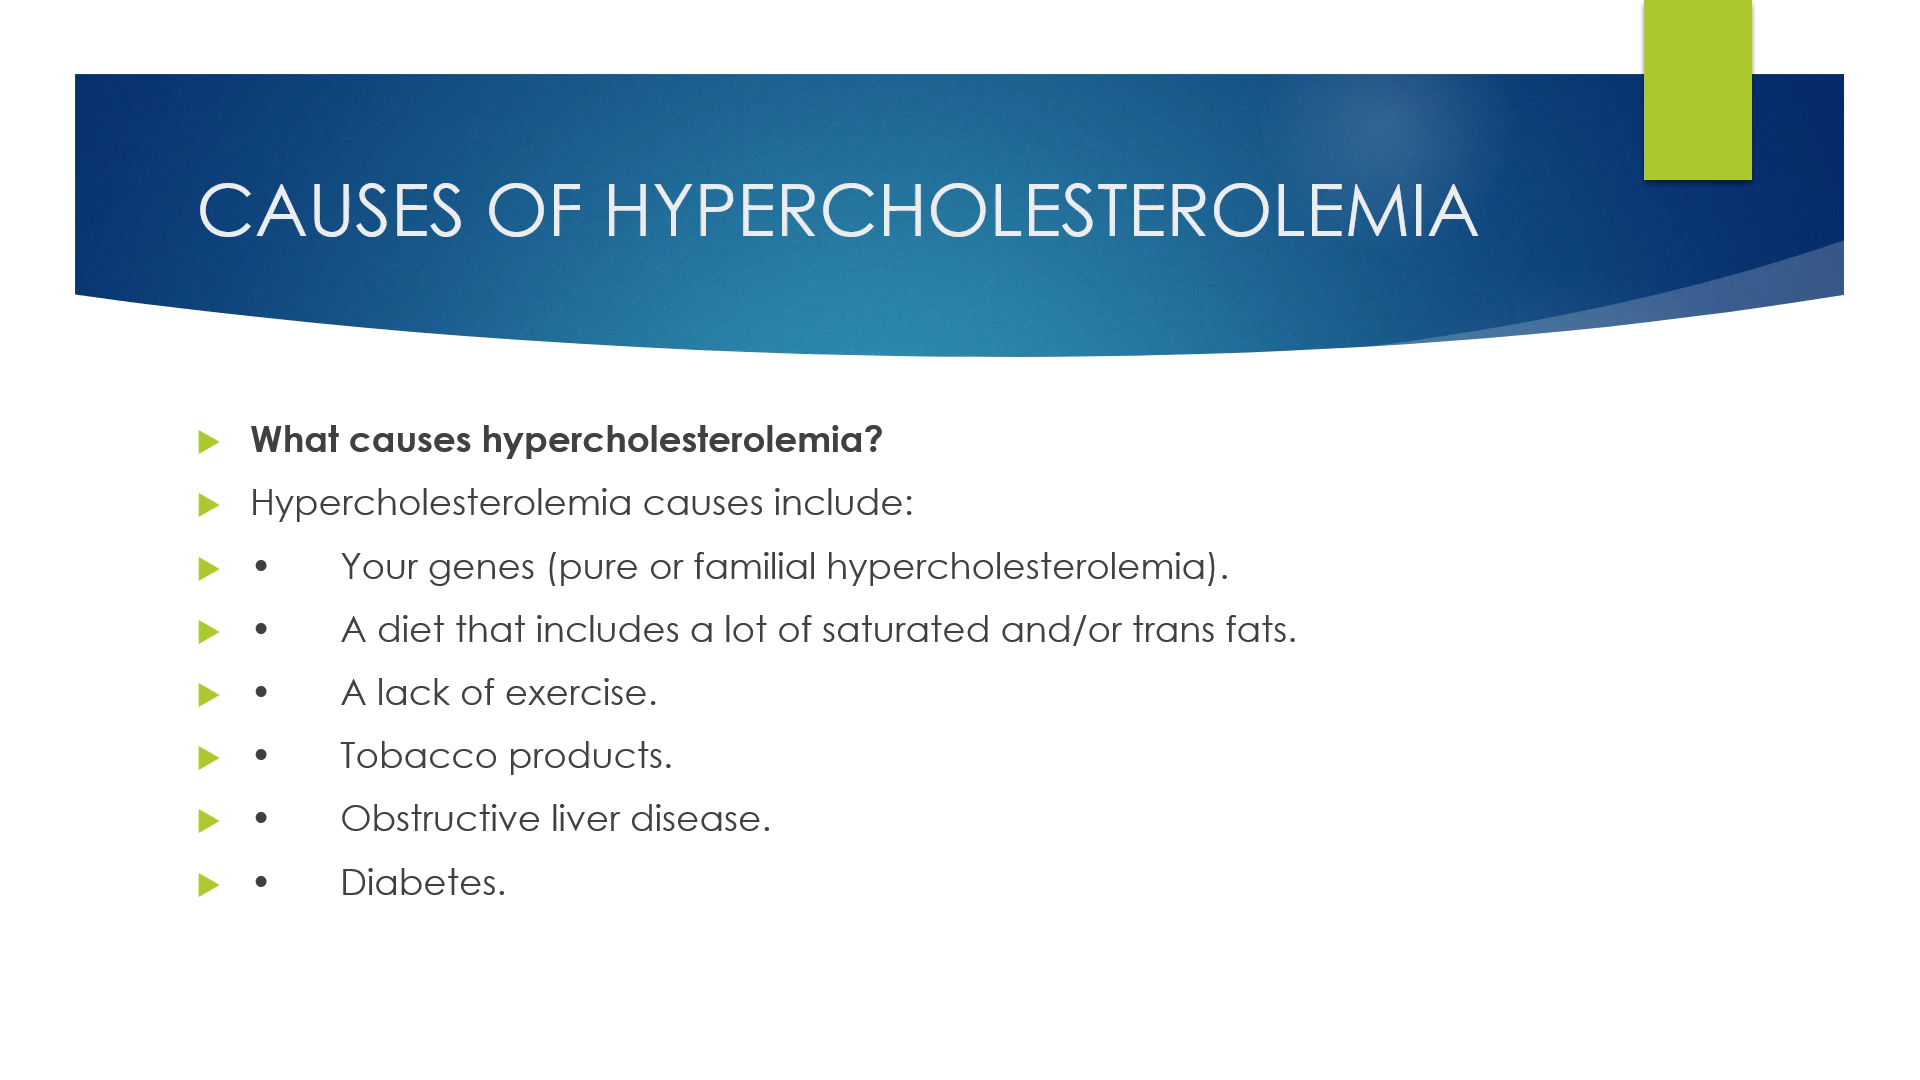 CAUSES OF HYPERCHOLESTEROLEMIA
What causes hypercholesterolemia?
Hypercholesterolemia causes include:
• Your genes (pure or familial hypercholesterolemia).
• A diet that includes a lot of saturated and/or trans fats.
• A lack of exercise.
• Tobacco products.
• Obstructive liver disease.
• Diabetes.